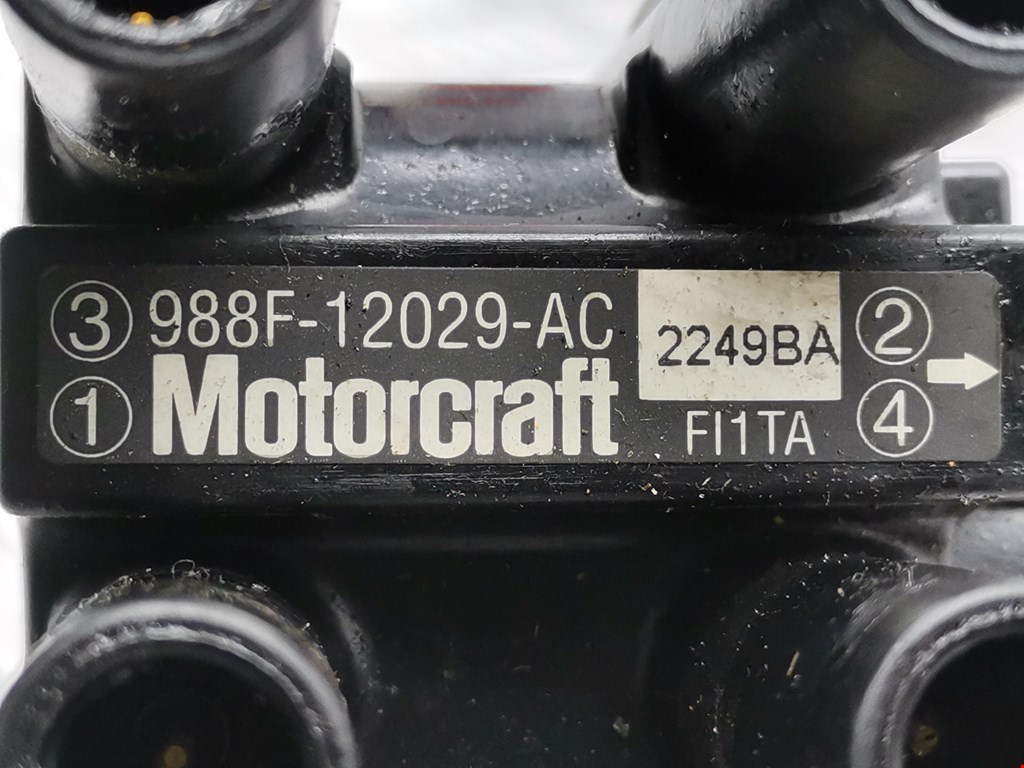 ③ 988F-12029-AC 2249BA ②
① Motorcraft FI1TA ④